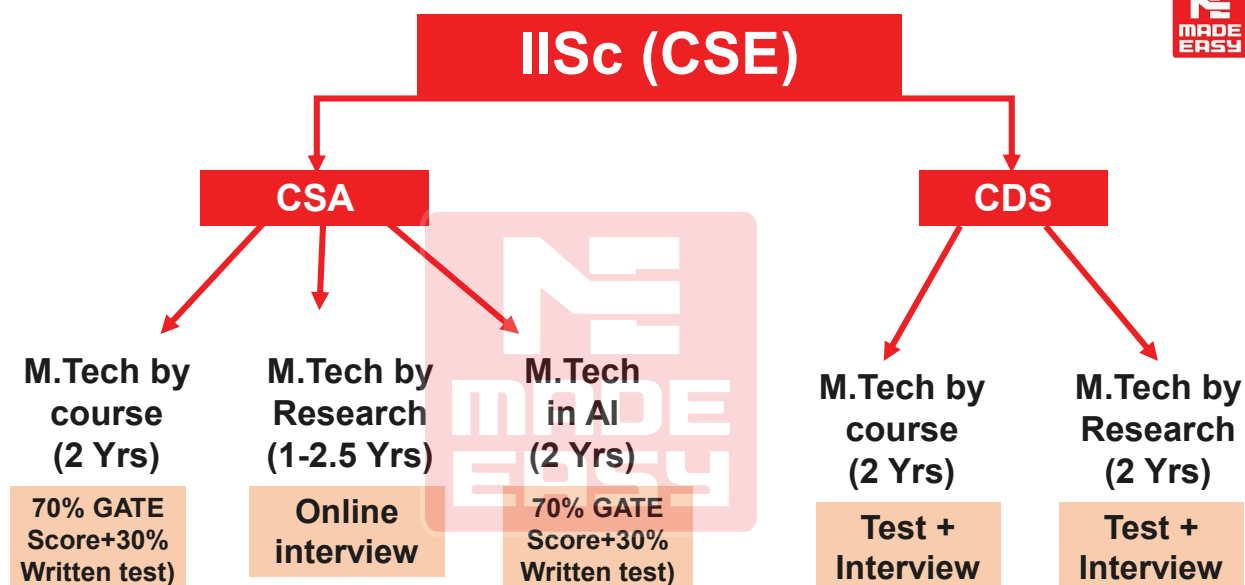 IISc (CSE)
MADE
EASY
CSA
CDS
M.Tech by
course
(2 Yrs)
70% GATE
Score+30%
Written test)
M.Tech by
Research
(1-2.5 Yrs)
Online
interview
M.Tech
in AI
(2 Yrs)
70% GATE
Score+30%
Written test)
MADE
EASY
M.Tech by
course
(2 Yrs)
Test +
Interview
M.Tech by
Research
(2 Yrs)
Test +
Interview